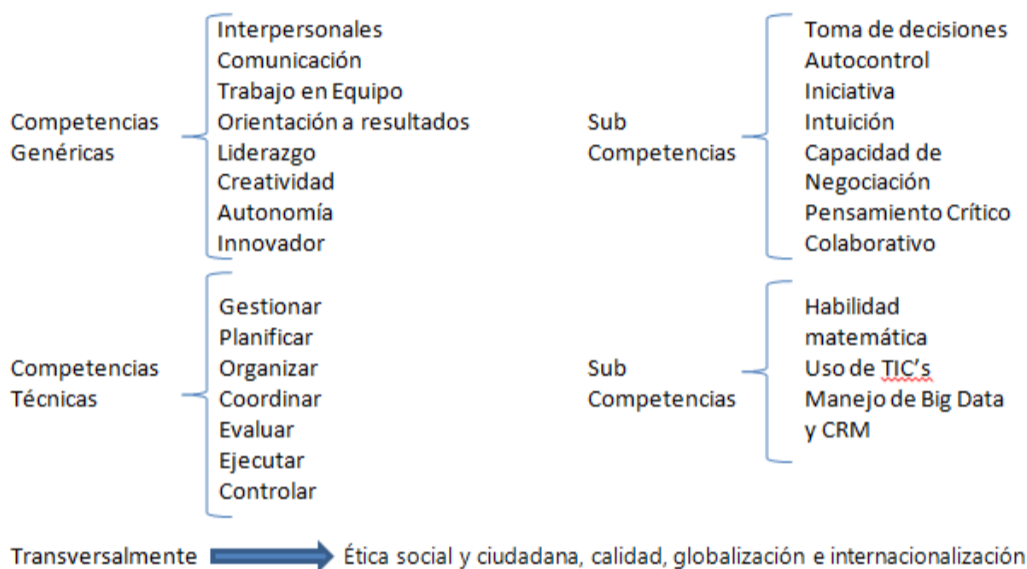 Competencias
Genéricas
Interpersonales
Comunicación
Trabajo en Equipo
Orientación a resultados
Liderazgo
Creatividad
Autonomía
Innovador
Sub
Competencias
Toma de decisiones
Autocontrol
Iniciativa
Intuición
Capacidad de
Negociación
Pensamiento Crítico
Colaborativo
Competencias
Técnicas
Gestionar
Planificar
Organizar
Coordinar
Evaluar
Ejecutar
Controlar
Sub
Competencias
Habilidad
matemática
Uso de TIC's
Manejo de Big Data
y CRM
Transversalmente
Ética social y ciudadana, calidad, globalización e internacionalización